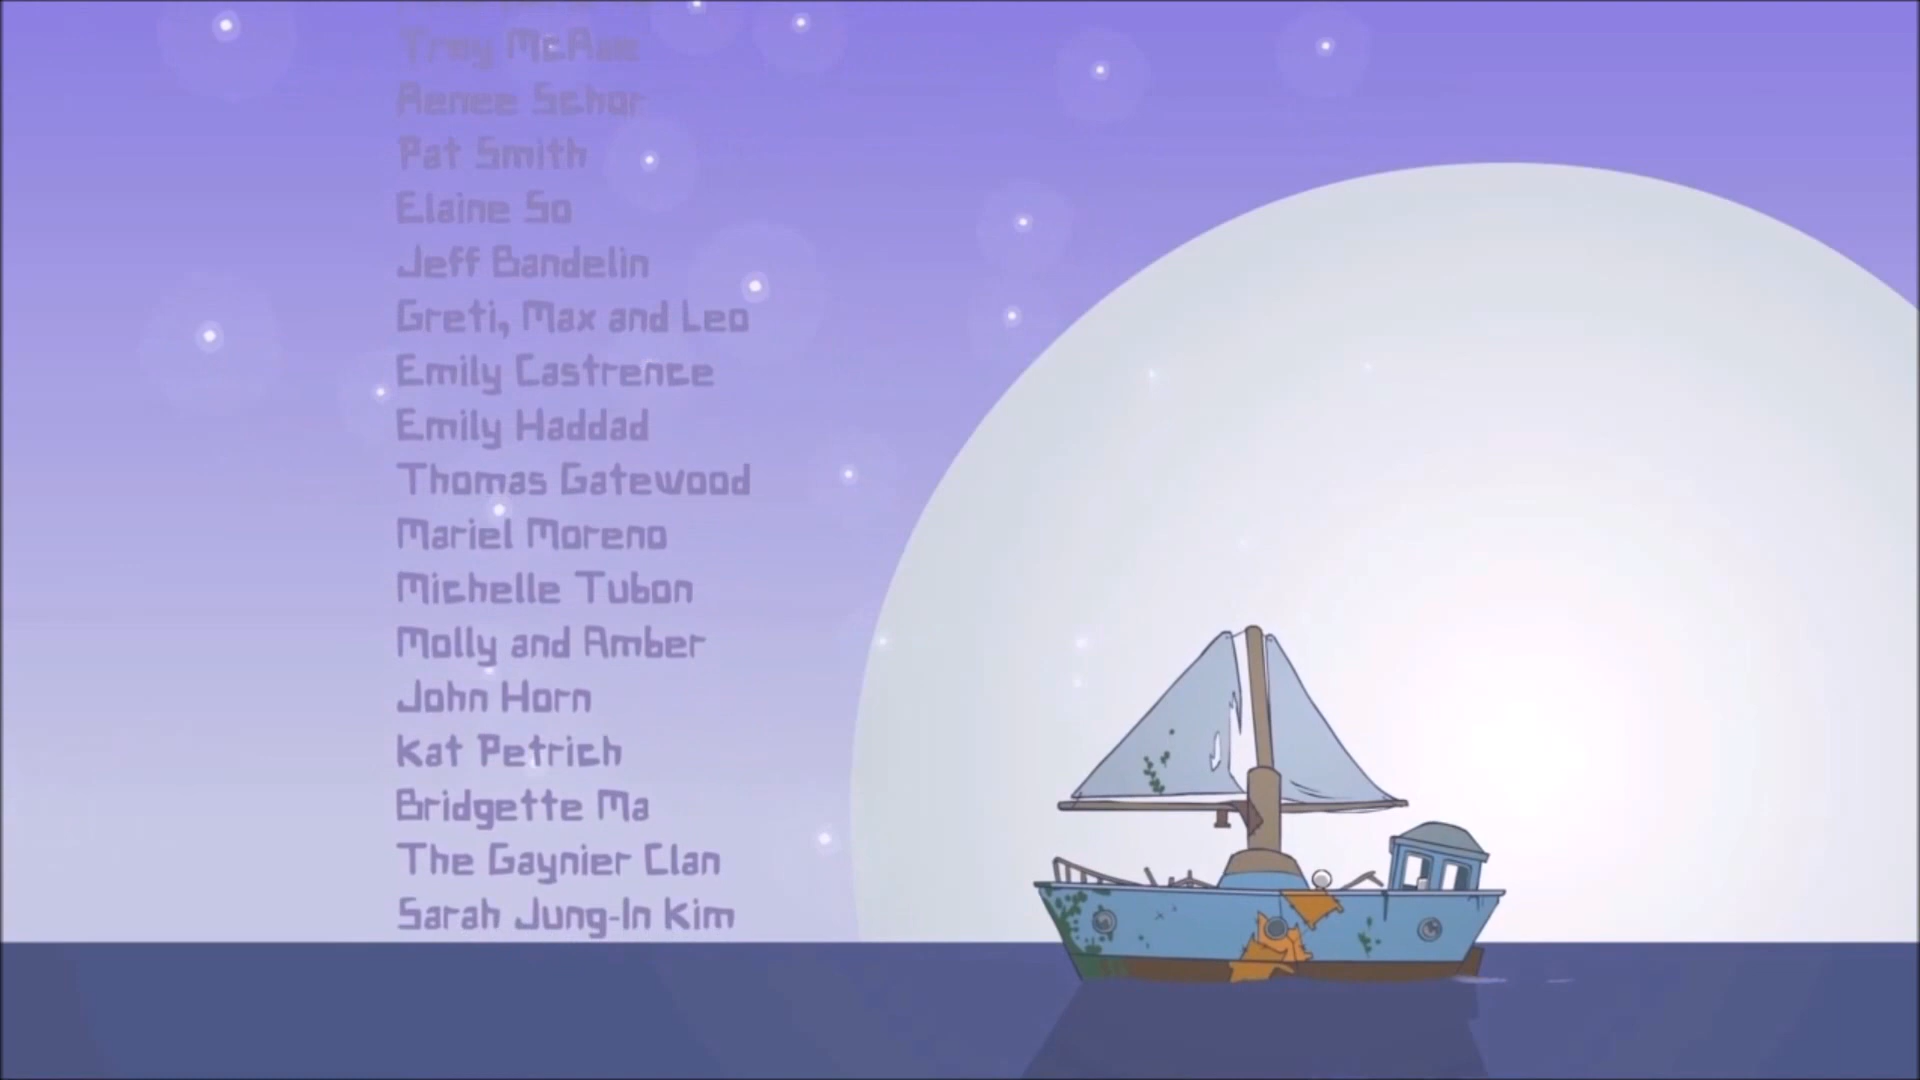 Troy McRae
Renee Schor
Pat Smith
Elaine So
Jeff Bandelin
Greti, Max and Leo
Emily Castrence
Emily Haddad
Thomas Gatewood
Mariel Moreno
Michelle Tubon
Molly and Amber
John Horn
Kat Petrich
Bridgette Ma
The Gaynier Clan
Sarah Jung-In Kim